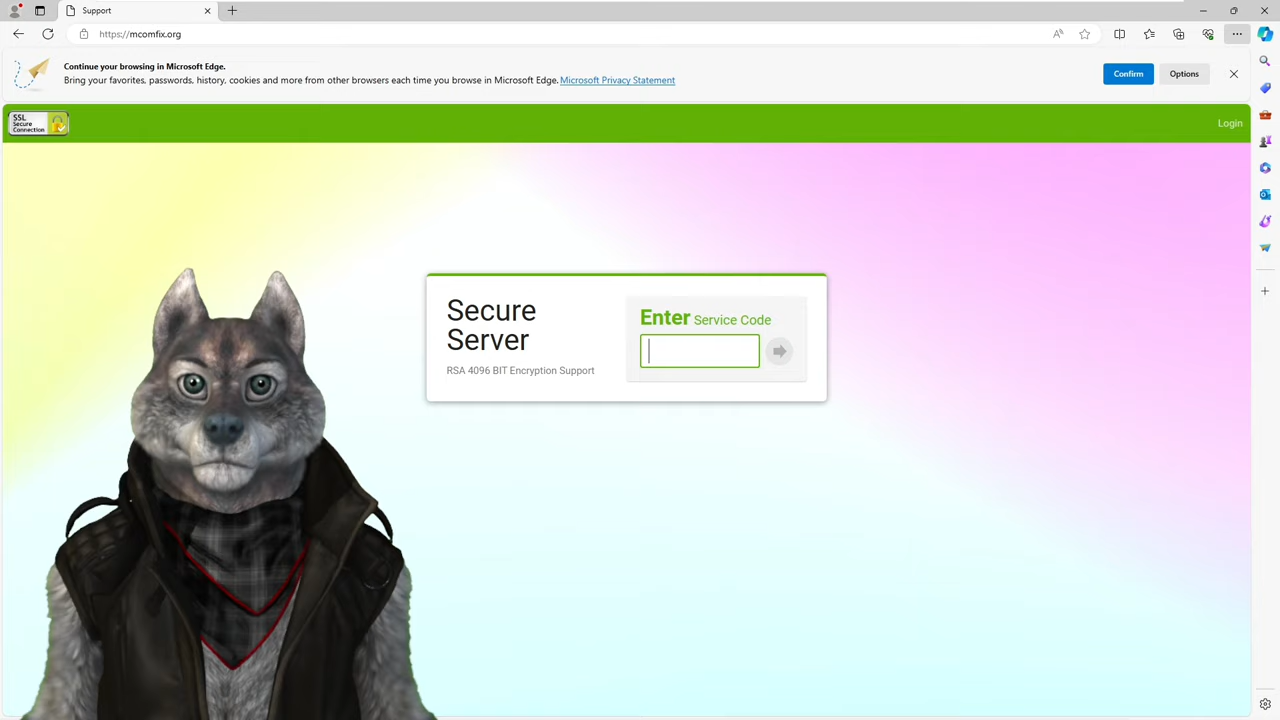 Support
https://mcomfix.org
Continue your browsing in Microsoft Edge.
Bring your favorites, passwords, history, cookies and more from other browsers each time you browse in Microsoft Edge. Microsoft Privacy Statement
Confirm
Options
SSL
Secure
Connection
Login
Secure
Server
RSA 4096 BIT Encryption Support
Enter Service Code